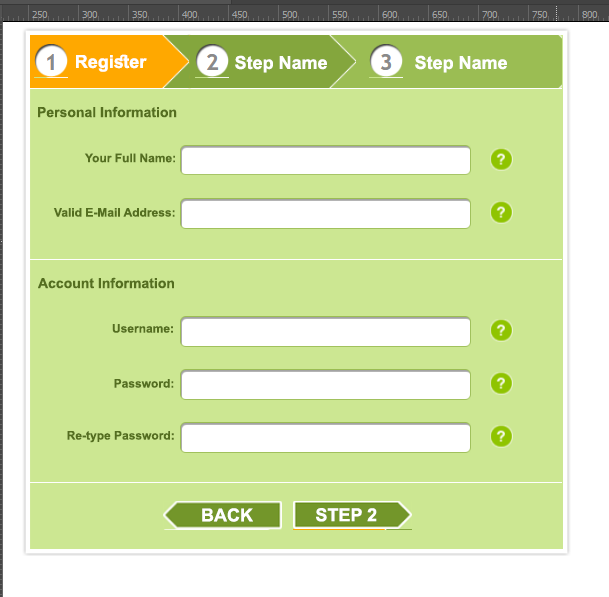 250 300 350 400 450 500 550 600 650 700 750 800
1 Register 2 Step Name 3 Step Name
Personal Information
Your Full Name: ?
Valid E-Mail Address: ?
Account Information
Username: ?
Password: ?
Re-type Password: ?
BACK STEP 2